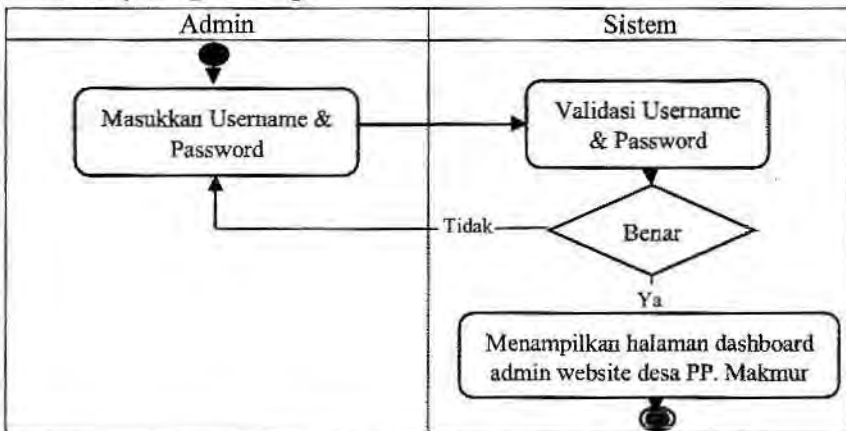 Admin
Sistem
Masukkan Username &
Password
Validasi Username
& Password
Benar
Tidak
Ya
Menampilkan halaman dashboard
admin website desa PP. Makmur